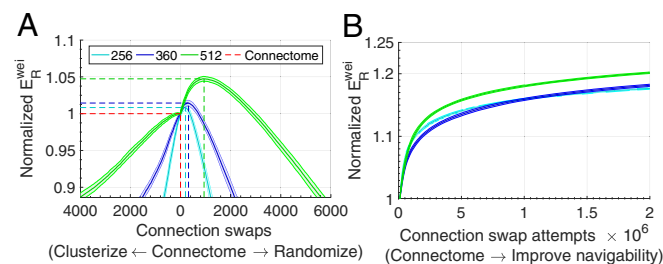 A
Normalized E_R^wei
1.1
1.05
1
0.95
0.9
256 360 512 Connectome
4000 2000 0 2000 4000 6000
Connection swaps
(Clusterize ← Connectome → Randomize)
B
Normalized E_R^wei
1.25
1.2
1.1
1
0 0.5 1 1.5 2
Connection swap attempts × 10^6
(Connectome → Improve navigability)